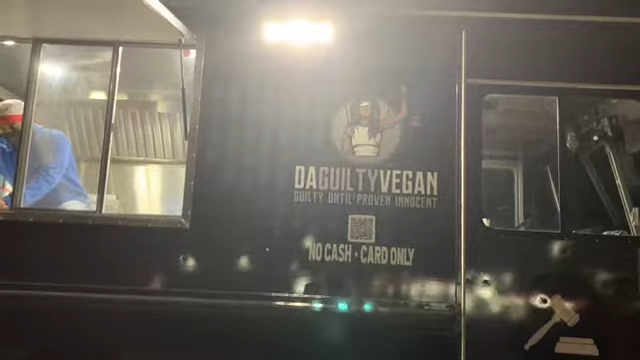 DAGUILTYVEGAN
GUILTY UNTIL PROVEN INNOCENT
NO CASH • CARD ONLY